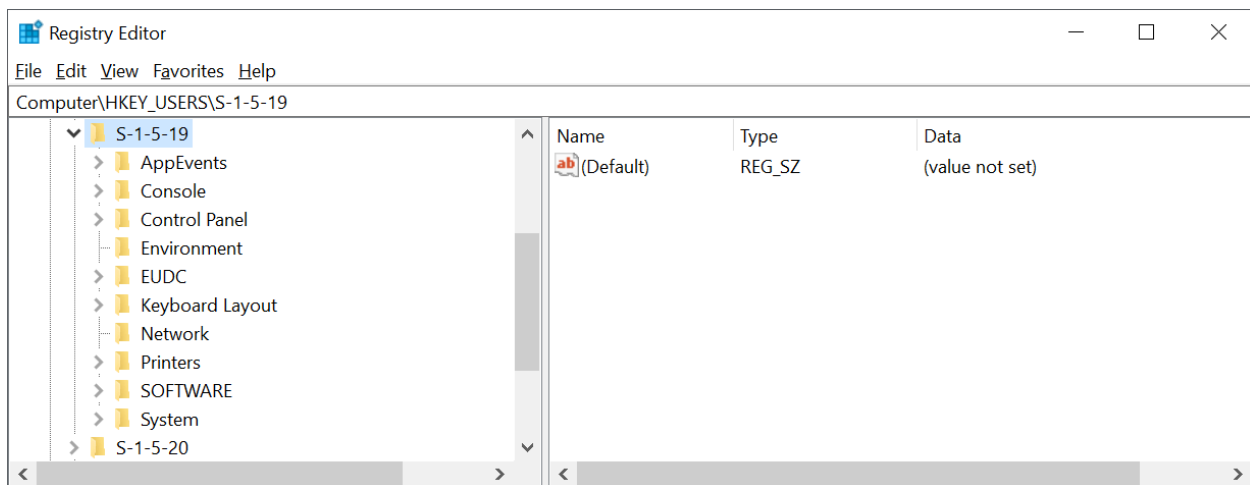 Registry Editor
File Edit View Favorites Help
Computer\HKEY_USERS\S-1-5-19
S-1-5-19
AppEvents
Console
Control Panel
Environment
EUDC
Keyboard Layout
Network
Printers
SOFTWARE
System
S-1-5-20
Name Type Data
ab (Default) REG_SZ (value not set)